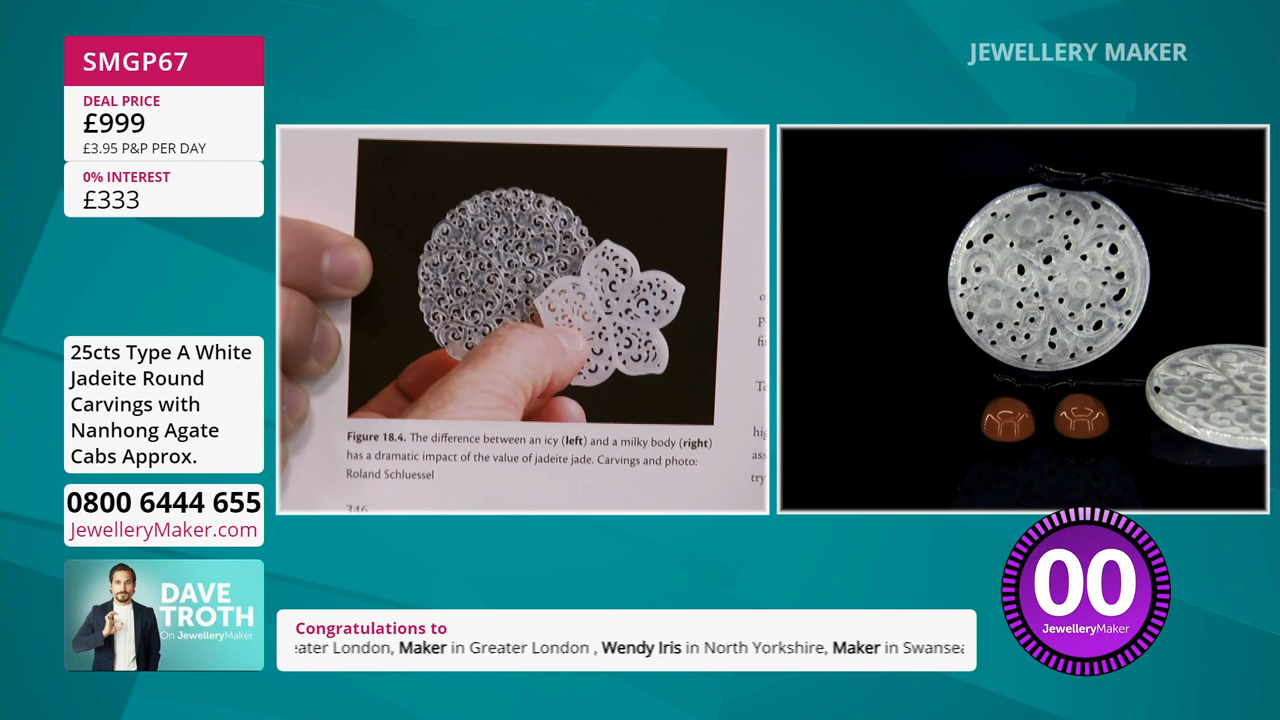 SMGP67
DEAL PRICE
£999
£3.95 P&P PER DAY
0% INTEREST
£333
25cts Type A White
Jadeite Round
Carvings with
Nanhong Agate
Cabs Approx.
0800 6444 655
JewelleryMaker.com
DAVE
TROTH
On JewelleryMaker
JEWELLERY MAKER
Figure 18.4. The difference between an icy (left) and a milky body (right)
has a dramatic impact of the value of jadeite jade. Carvings and photo:
Roland Schluessel
346
00
JewelleryMaker
Congratulations to
London, Maker in Greater London , Wendy Iris in North Yorkshire, Maker in Swansea